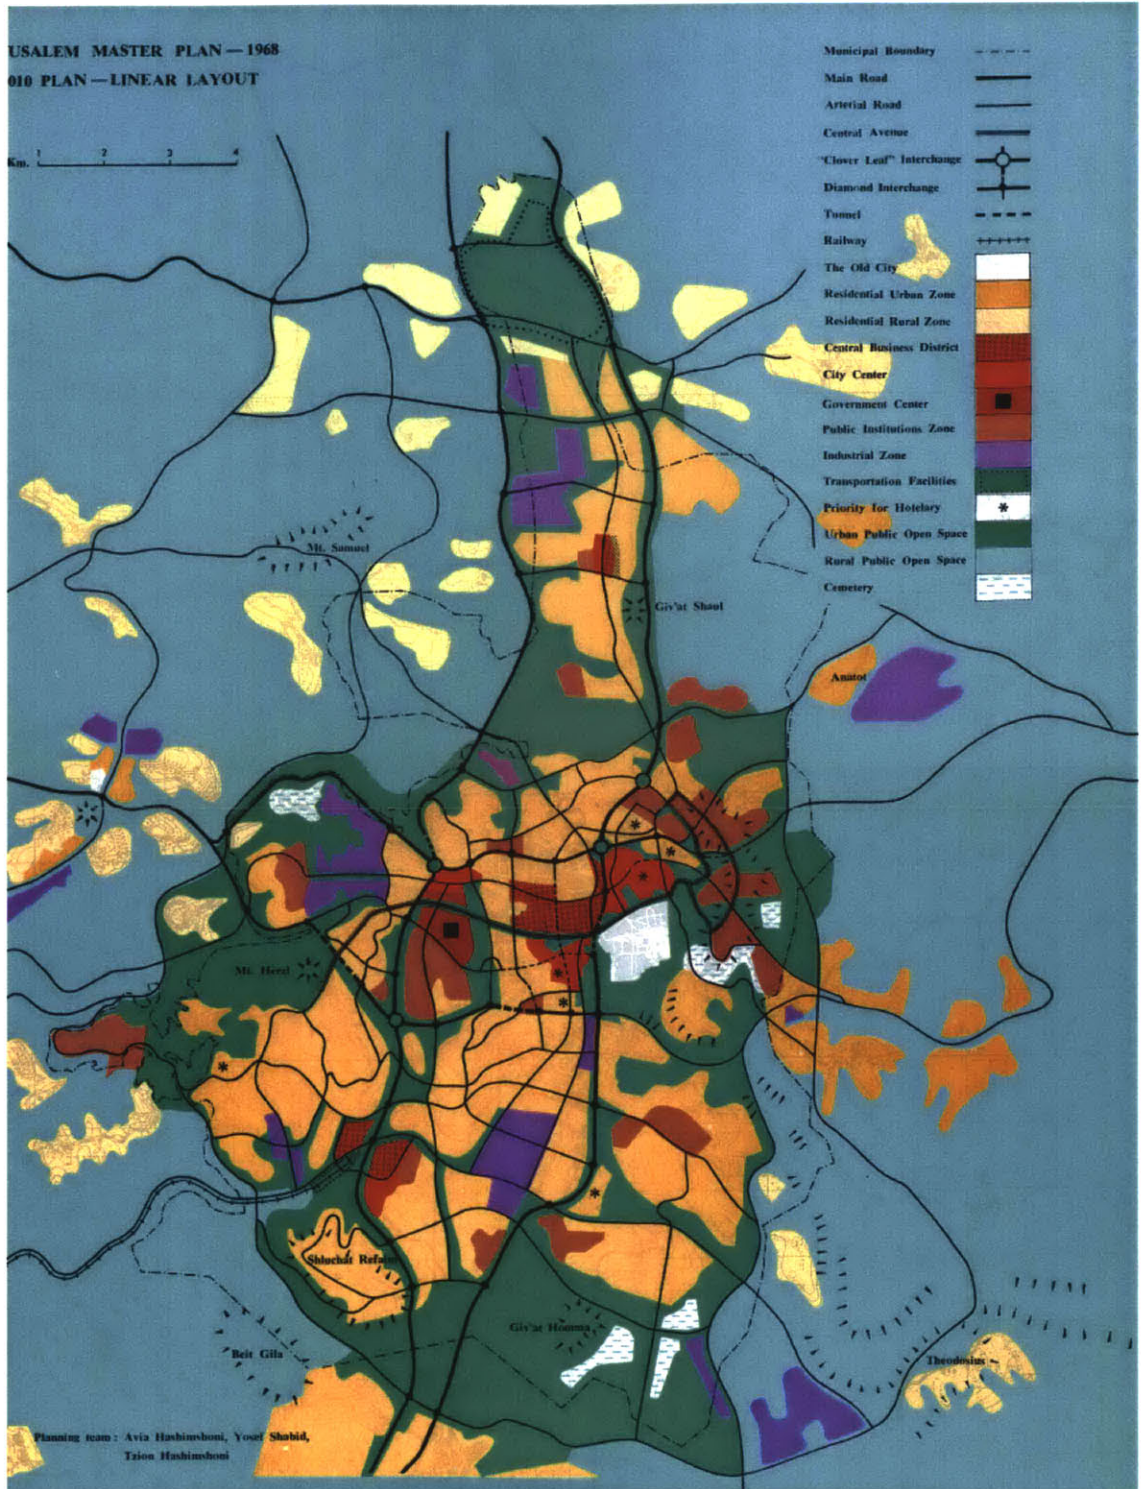 USALEM MASTER PLAN — 1968
010 PLAN — LINEAR LAYOUT
Km. 1 2 3 4
Municipal Boundary
Main Road
Arterial Road
Central Avenue
"Clover Leaf" Interchange
Diamond Interchange
Tunnel
Railway
The Old City
Residential Urban Zone
Residential Rural Zone
Central Business District
City Center
Government Center
Public Institutions Zone
Industrial Zone
Transportation Facilities
Priority for Hotelary
Urban Public Open Space
Rural Public Open Space
Cemetery
Mt. Samuel
Giv'at Shaul
Anatot
Mt. Herzl
Shluchat Refaim
Giv'at Homma
Beit Gila
Theodosius
Planning team : Avia Hashimshoni, Yosef Shabid,
Tzion Hashimshoni